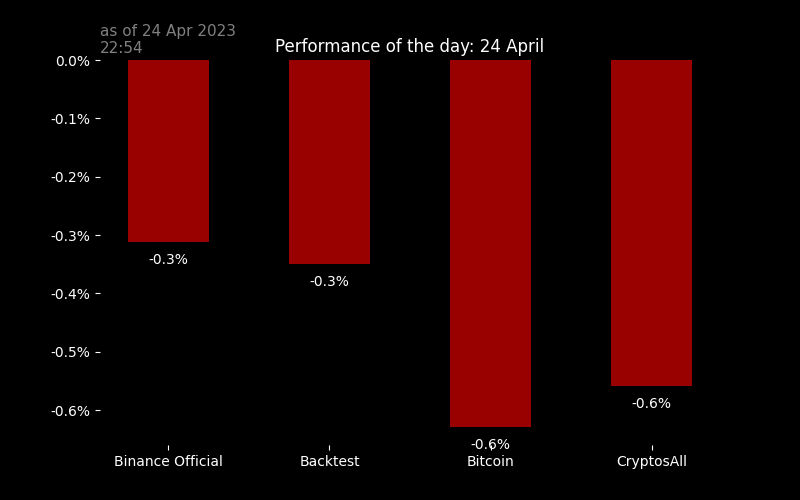 as of 24 Apr 2023
22:54
Performance of the day: 24 April
0.0%
-0.1%
-0.2%
-0.3%
-0.4%
-0.5%
-0.6%
-0.3%
-0.3%
-0.6%
-0.6%
Binance Official
Backtest
Bitcoin
CryptosAll